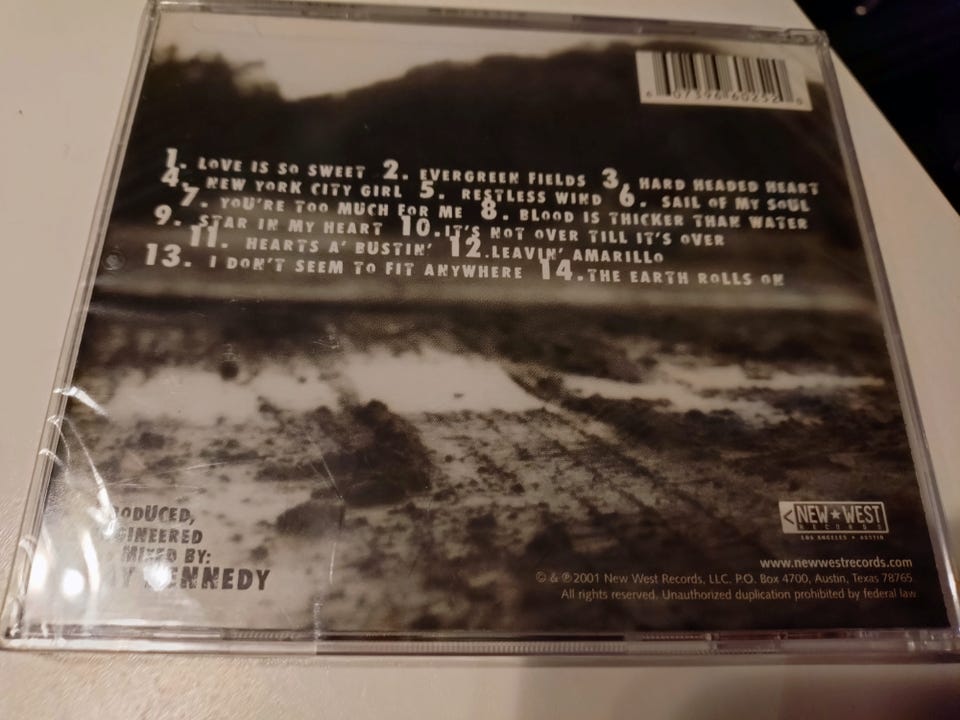 6 07396 60252 6
1. LOVE IS SO SWEET 2. EVERGREEN FIELDS 3. HARD HEADED HEART
4. NEW YORK CITY GIRL 5. RESTLESS WIND 6. SAIL OF MY SOUL
7. YOU'RE TOO MUCH FOR ME 8. BLOOD IS THICKER THAN WATER
9. STAR IN MY HEART 10. IT'S NOT OVER TILL IT'S OVER
11. HEARTS A' BUSTIN' 12. LEAVIN' AMARILLO
13. I DON'T SEEM TO FIT ANYWHERE 14. THE EARTH ROLLS ON
BY:
KENNEDY
NEW★WEST
RECORDS
LOS ANGELES • AUSTIN
www.newwestrecords.com
© & ℗2001 New West Records, LLC. P.O. Box 4700, Austin, Texas 78765
All rights reserved. Unauthorized duplication prohibited by federal law